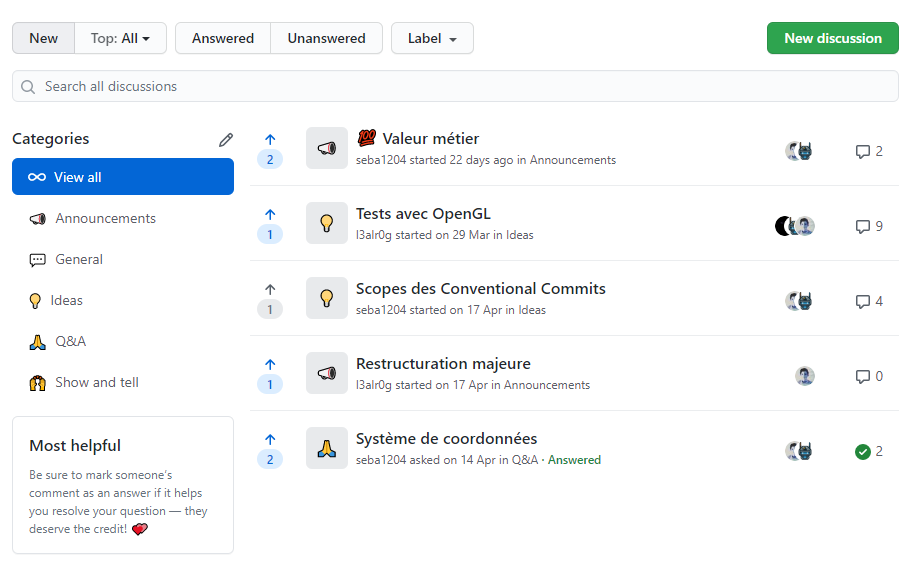 New Top: All Answered Unanswered Label New discussion
Search all discussions
Categories
View all
Announcements
General
Ideas
Q&A
Show and tell
Most helpful
Be sure to mark someone's
comment as an answer if it helps
you resolve your question — they
deserve the credit! 💕
2 💯 Valeur métier 2
seba1204 started 22 days ago in Announcements
1 Tests avec OpenGL 9
l3alr0g started on 29 Mar in Ideas
1 Scopes des Conventional Commits 4
seba1204 started on 17 Apr in Ideas
1 Restructuration majeure 0
l3alr0g started on 17 Apr in Announcements
2 Système de coordonnées 2
seba1204 asked on 14 Apr in Q&A · Answered